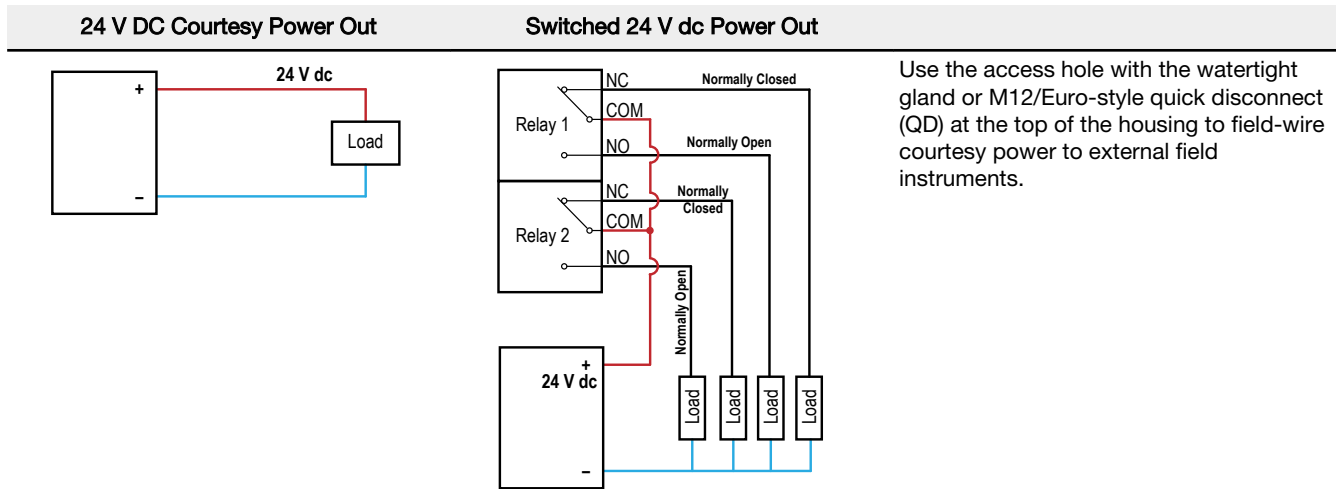 24 V DC Courtesy Power Out
Switched 24 V dc Power Out
+
24 V dc
Load
−
NC
Normally Closed
COM
Relay 1
NO
Normally Open
NC
Normally
Closed
COM
Relay 2
NO
Normally Open
+
24 V dc
Load
Load
Load
Load
−
Use the access hole with the watertight
gland or M12/Euro-style quick disconnect
(QD) at the top of the housing to field-wire
courtesy power to external field
instruments.